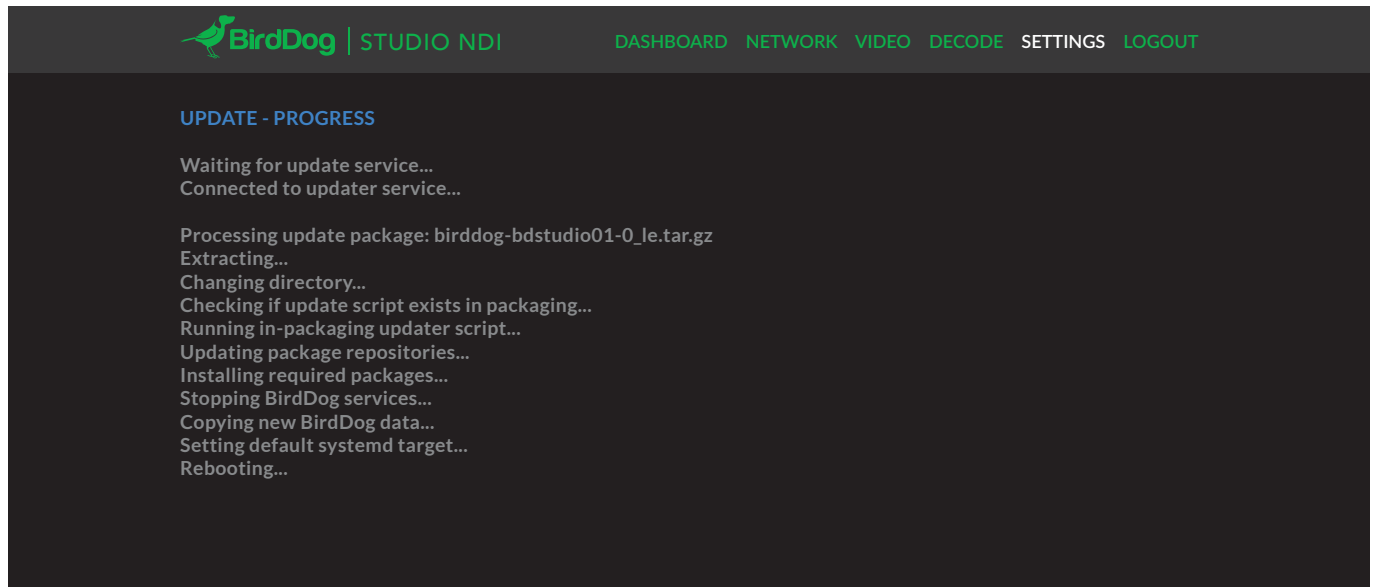 BirdDog | STUDIO NDI
DASHBOARD NETWORK VIDEO DECODE SETTINGS LOGOUT
UPDATE - PROGRESS
Waiting for update service...
Connected to updater service...
Processing update package: birddog-bdstudio01-0_le.tar.gz
Extracting...
Changing directory...
Checking if update script exists in packaging...
Running in-packaging updater script...
Updating package repositories...
Installing required packages...
Stopping BirdDog services...
Copying new BirdDog data...
Setting default systemd target...
Rebooting...